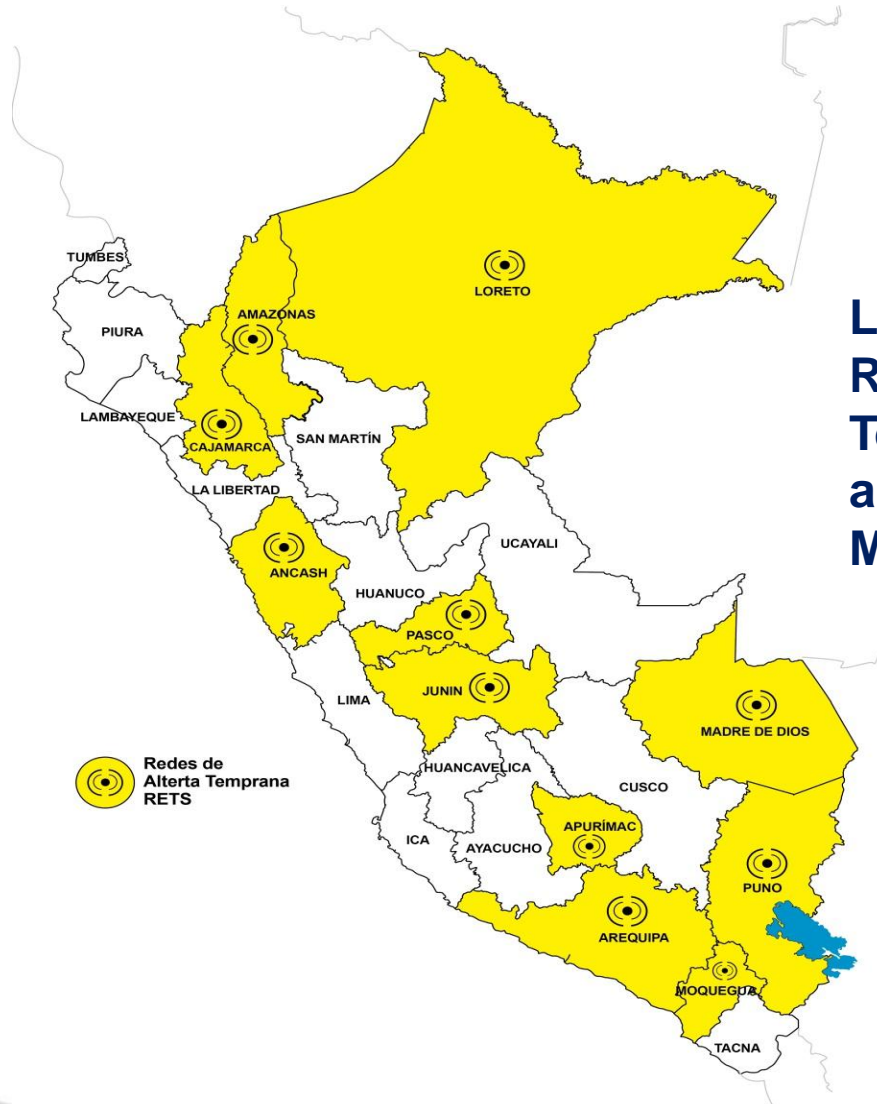 TUMBES
PIURA
LORETO
AMAZONAS
LAMBAYEQUE
CAJAMARCA
SAN MARTÍN
LA LIBERTAD
UCAYALI
ANCASH
HUANUCO
PASCO
JUNIN
LIMA
MADRE DE DIOS
Redes de
Alterta Temprana
RETS
HUANCAVELICA
CUSCO
APURÍMAC
ICA
AYACUCHO
PUNO
AREQUIPA
MOQUEGUA
TACNA